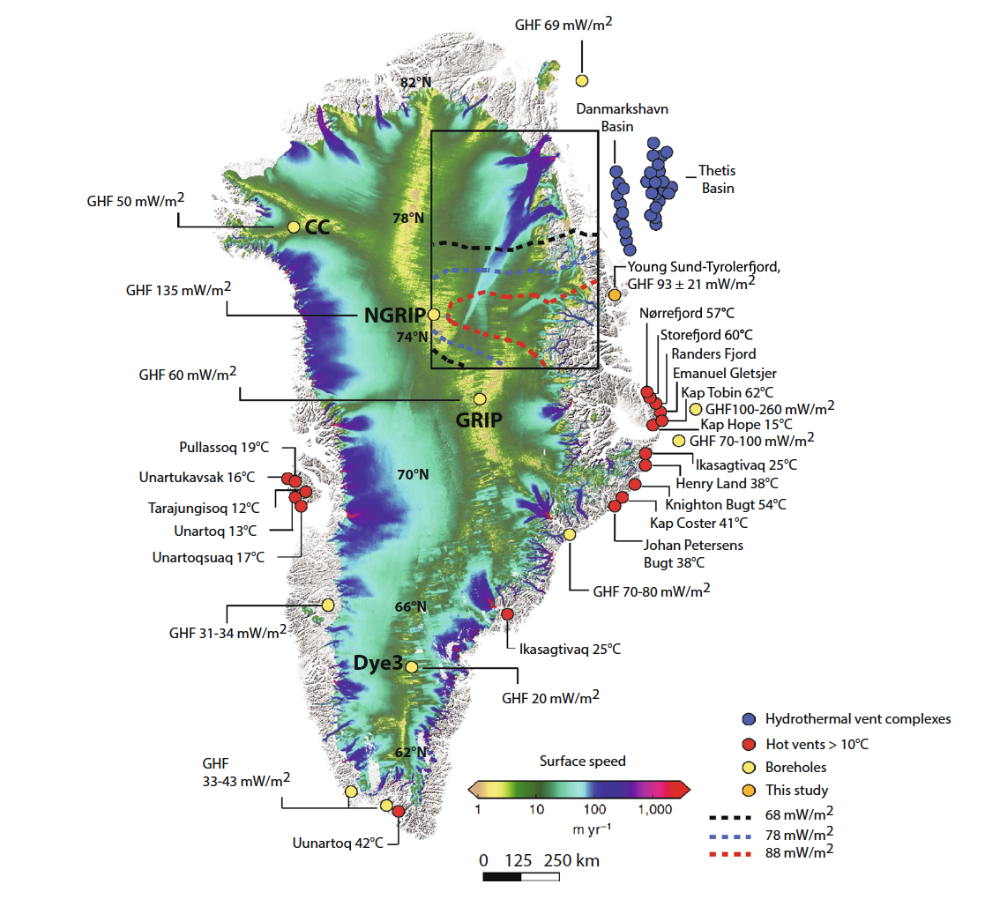 GHF 69 mW/m2
82°N
Danmarkshavn
Basin
Thetis
Basin
GHF 50 mW/m2
78°N
CC
Young Sund-Tyrolerfjord,
GHF 93 ± 21 mW/m2
GHF 135 mW/m2
NGRIP
Nørrefjord 57°C
74°N
Storefjord 60°C
Randers Fjord
GHF 60 mW/m2
Emanuel Gletsjer
Kap Tobin 62°C
GHF100-260 mW/m2
GRIP
Kap Hope 15°C
GHF 70-100 mW/m2
Pullassoq 19°C
Ikasagtivaq 25°C
Unartukavsak 16°C
70°N
Henry Land 38°C
Tarajungisoq 12°C
Knighton Bugt 54°C
Kap Coster 41°C
Unartoq 13°C
Johan Petersens
Bugt 38°C
Unartoqsuaq 17°C
GHF 70-80 mW/m2
66°N
GHF 31-34 mW/m2
Ikasagtivaq 25°C
Dye3
GHF 20 mW/m2
Hydrothermal vent complexes
Hot vents > 10°C
62°N
Surface speed
GHF
33-43 mW/m2
Boreholes
This study
1 10 100 1,000
m yr⁻¹
68 mW/m2
78 mW/m2
88 mW/m2
Uunartoq 42°C
0 125 250 km